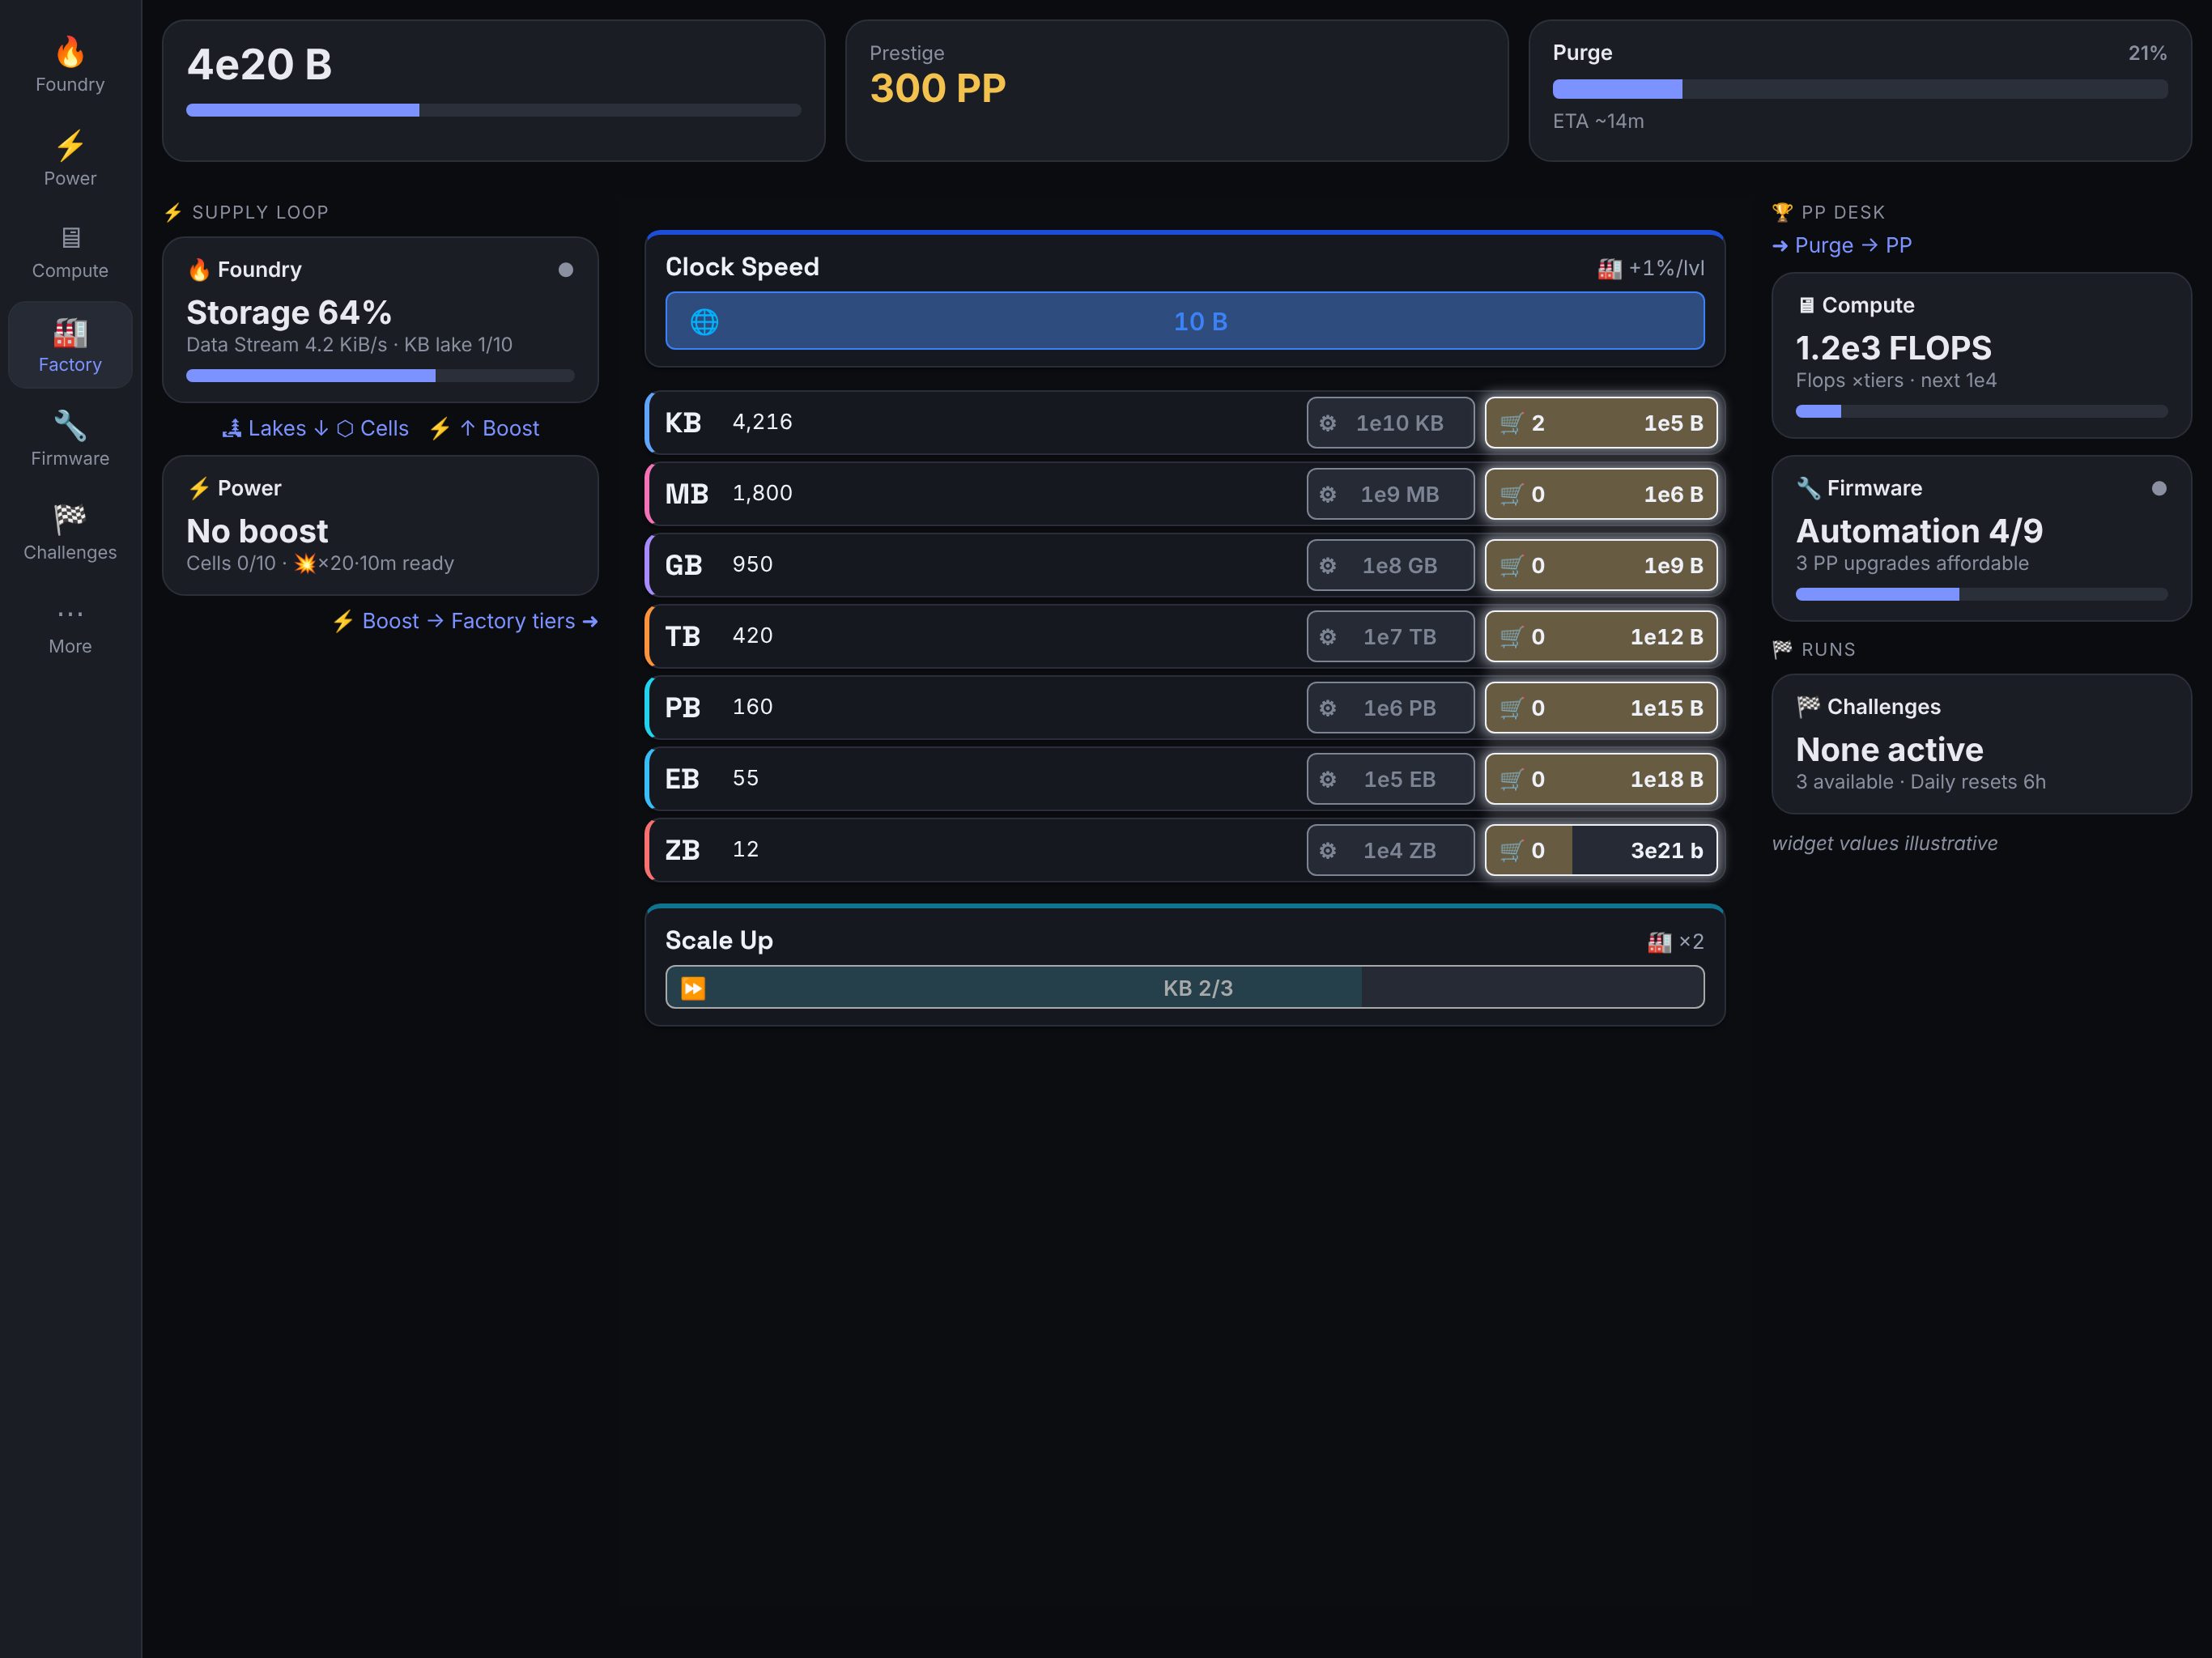 Foundry
Power
Compute
Factory
Firmware
Challenges
... More
4e20 B
Prestige
300 PP
Purge 21%
ETA ~14m
⚡ SUPPLY LOOP
🔥 Foundry
Storage 64%
Data Stream 4.2 KiB/s · KB lake 1/10
🏞 Lakes ↓ ⬡ Cells ⚡ ↑ Boost
⚡ Power
No boost
Cells 0/10 · 💥×20·10m ready
⚡ Boost → Factory tiers ➜
Clock Speed 🏭 +1%/lvl
🌐 10 B
KB 4,216 ⚙ 1e10 KB 🛒 2 1e5 B
MB 1,800 ⚙ 1e9 MB 🛒 0 1e6 B
GB 950 ⚙ 1e8 GB 🛒 0 1e9 B
TB 420 ⚙ 1e7 TB 🛒 0 1e12 B
PB 160 ⚙ 1e6 PB 🛒 0 1e15 B
EB 55 ⚙ 1e5 EB 🛒 0 1e18 B
ZB 12 ⚙ 1e4 ZB 🛒 0 3e21 b
Scale Up 🏭 ×2
⏩ KB 2/3
🏆 PP DESK
➜ Purge → PP
🖥 Compute
1.2e3 FLOPS
Flops ×tiers · next 1e4
🔧 Firmware
Automation 4/9
3 PP upgrades affordable
🏁 RUNS
🏁 Challenges
None active
3 available · Daily resets 6h
widget values illustrative